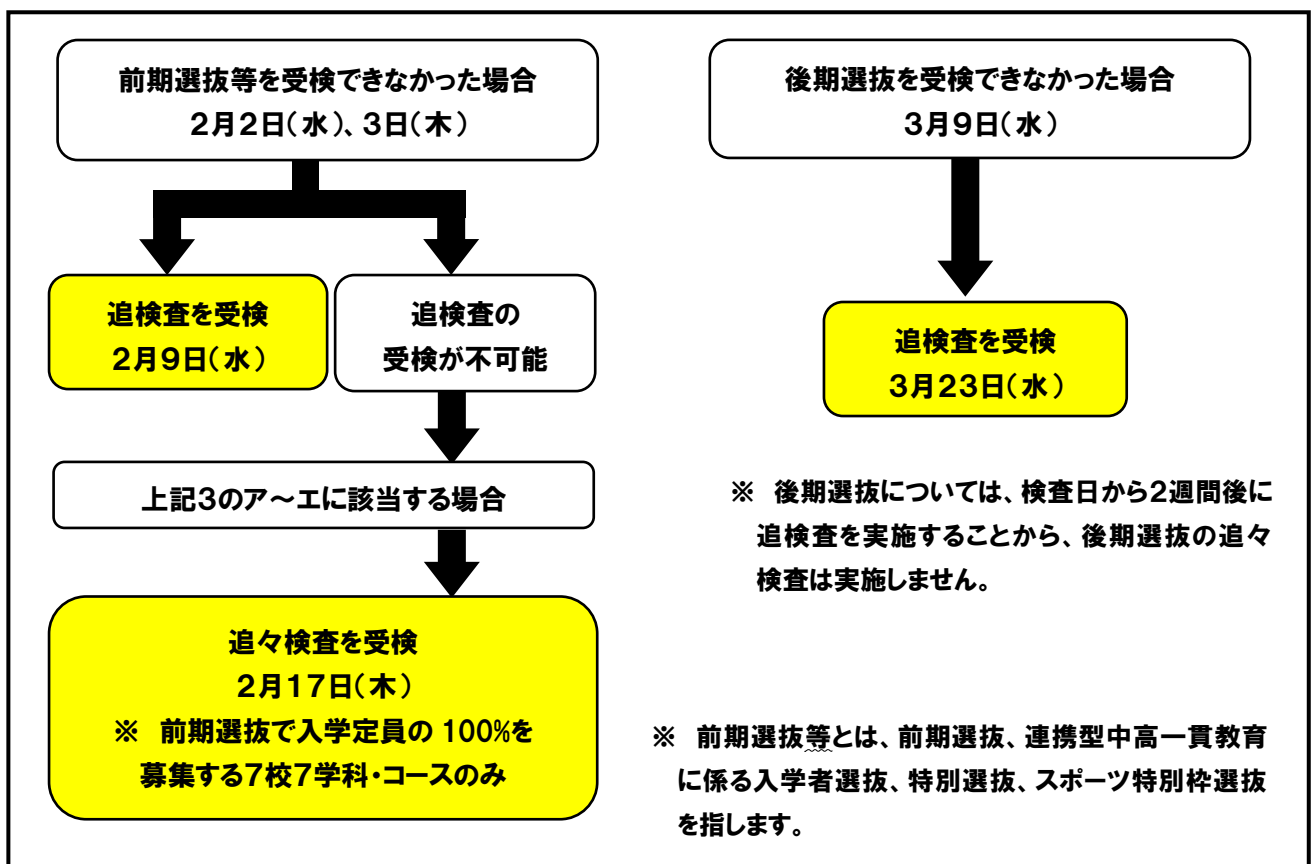 前期選抜等を受検できなかった場合
2月2日(水)、3日(木)
追検査を受検
2月9日(水)
追検査の
受検が不可能
上記3のア～エに該当する場合
追々検査を受検
2月17日(木)
※ 前期選抜で入学定員の 100%を
募集する7校7学科・コースのみ
後期選抜を受検できなかった場合
3月9日(水)
追検査を受検
3月23日(水)
※ 後期選抜については、検査日から2週間後に
追検査を実施することから、後期選抜の追々
検査は実施しません。
※ 前期選抜等とは、前期選抜、連携型中高一貫教育
に係る入学者選抜、特別選抜、スポーツ特別枠選抜
を指します。